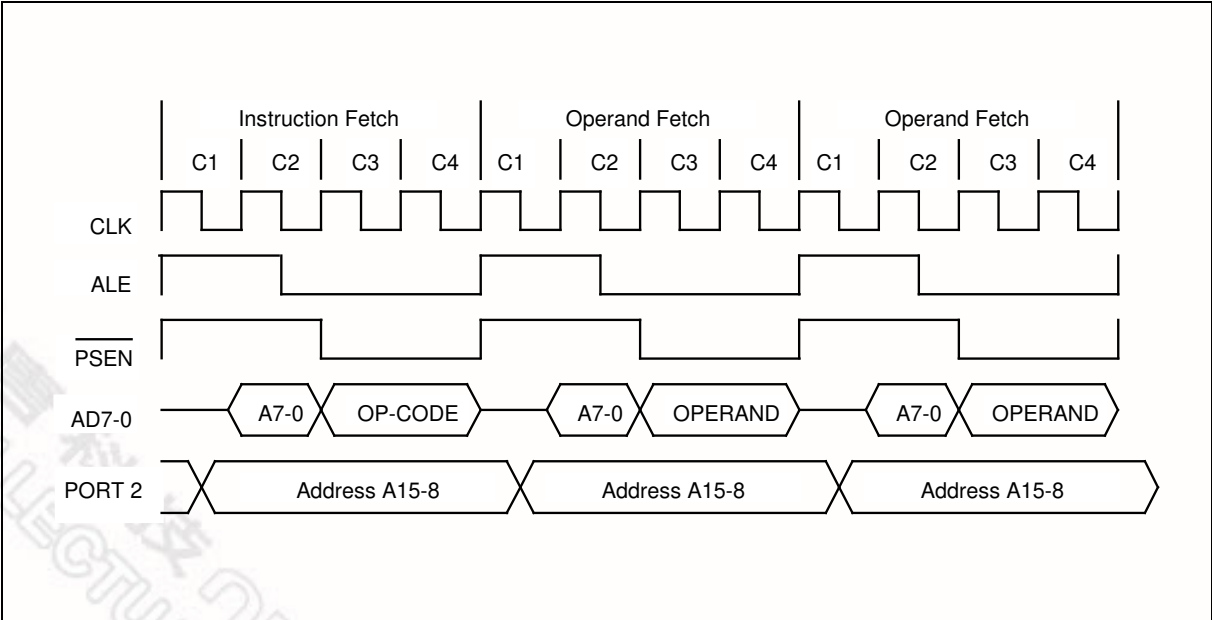 Instruction Fetch Operand Fetch Operand Fetch
C1 C2 C3 C4 C1 C2 C3 C4 C1 C2 C3 C4
CLK
ALE
PSEN
AD7-0 A7-0 OP-CODE A7-0 OPERAND A7-0 OPERAND
PORT 2 Address A15-8 Address A15-8 Address A15-8